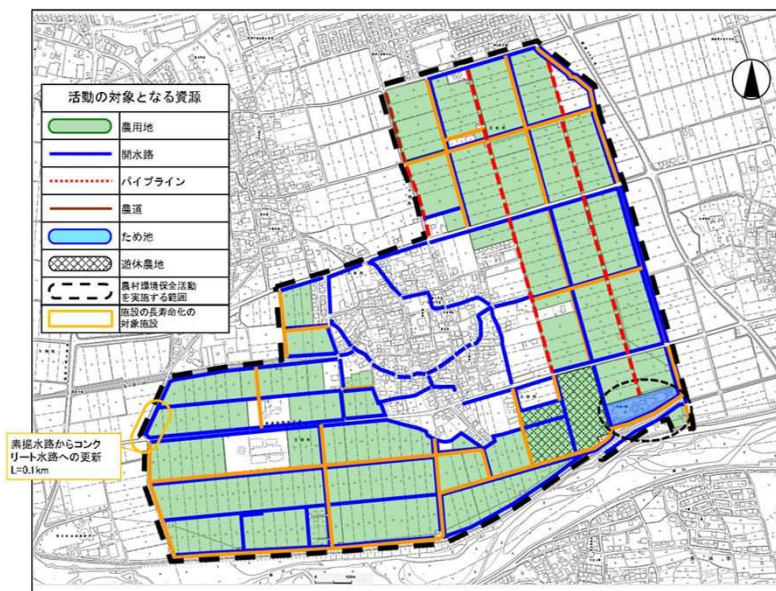 活動の対象となる資源
農用地
開水路
パイプライン
農道
ため池
遊休農地
農村環境保全活動
を実施する範囲
施設の長寿命化の
対象施設
素掘水路からコンク
リート水路への更新
L=0.1km